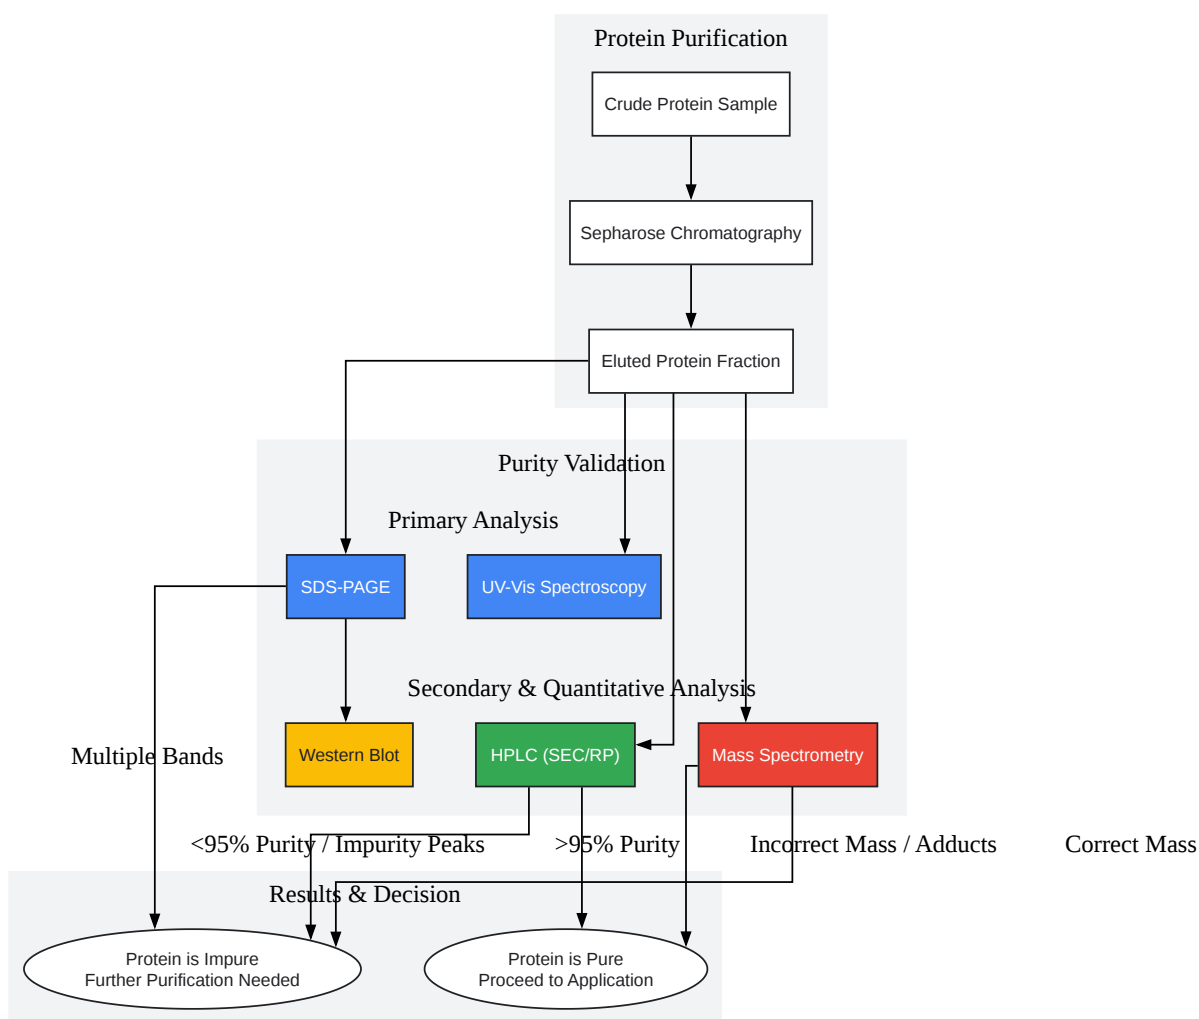 Protein Purification
Crude Protein Sample
Sepharose Chromatography
Eluted Protein Fraction
Purity Validation
Primary Analysis
SDS-PAGE
UV-Vis Spectroscopy
Secondary & Quantitative Analysis
Western Blot
HPLC (SEC/RP)
Mass Spectrometry
Multiple Bands
<95% Purity / Impurity Peaks
>95% Purity
Incorrect Mass / Adducts
Correct Mass
Results & Decision
Protein is Impure
Further Purification Needed
Protein is Pure
Proceed to Application